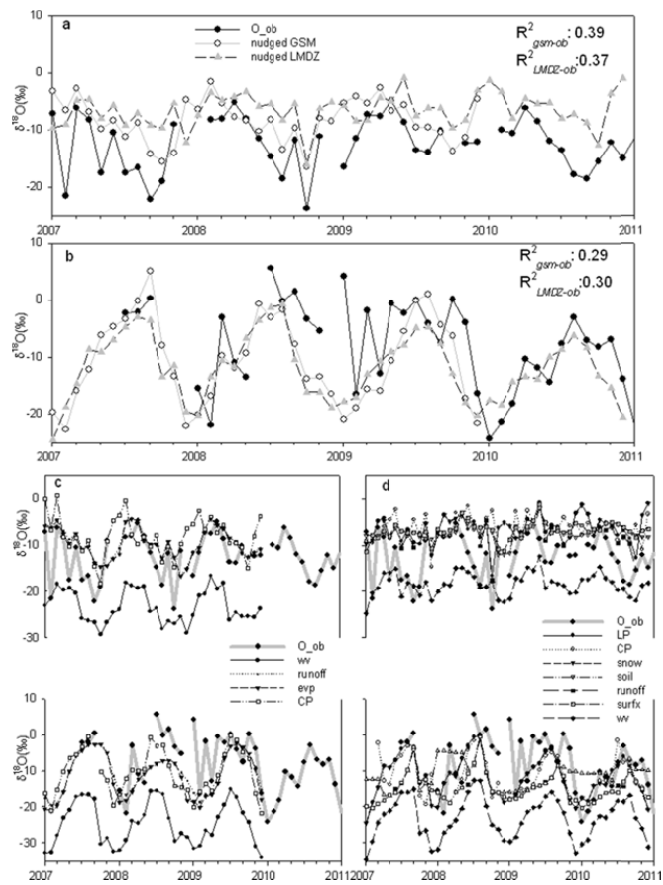 10
a
O_ob
nudged GSM
nudged LMDZ
R²gsm-ob: 0.39
R²LMDZ-ob: 0.37
0
-10
-20
δ¹⁸O(‰)
2007 2008 2009 2010 2011
10
b
R²gsm-ob: 0.29
R²LMDZ-ob: 0.30
0
-10
-20
δ¹⁸O(‰)
2007 2008 2009 2010 2011
c
d
0
-10
-20
-30
δ¹⁸O(‰)
O_ob
wv
runoff
evp
CP
O_ob
LP
CP
snow
soil
runoff
surfx
wv
10
0
-10
-20
-30
δ¹⁸O(‰)
2007 2008 2009 2010 2011
2007 2008 2009 2010 2011